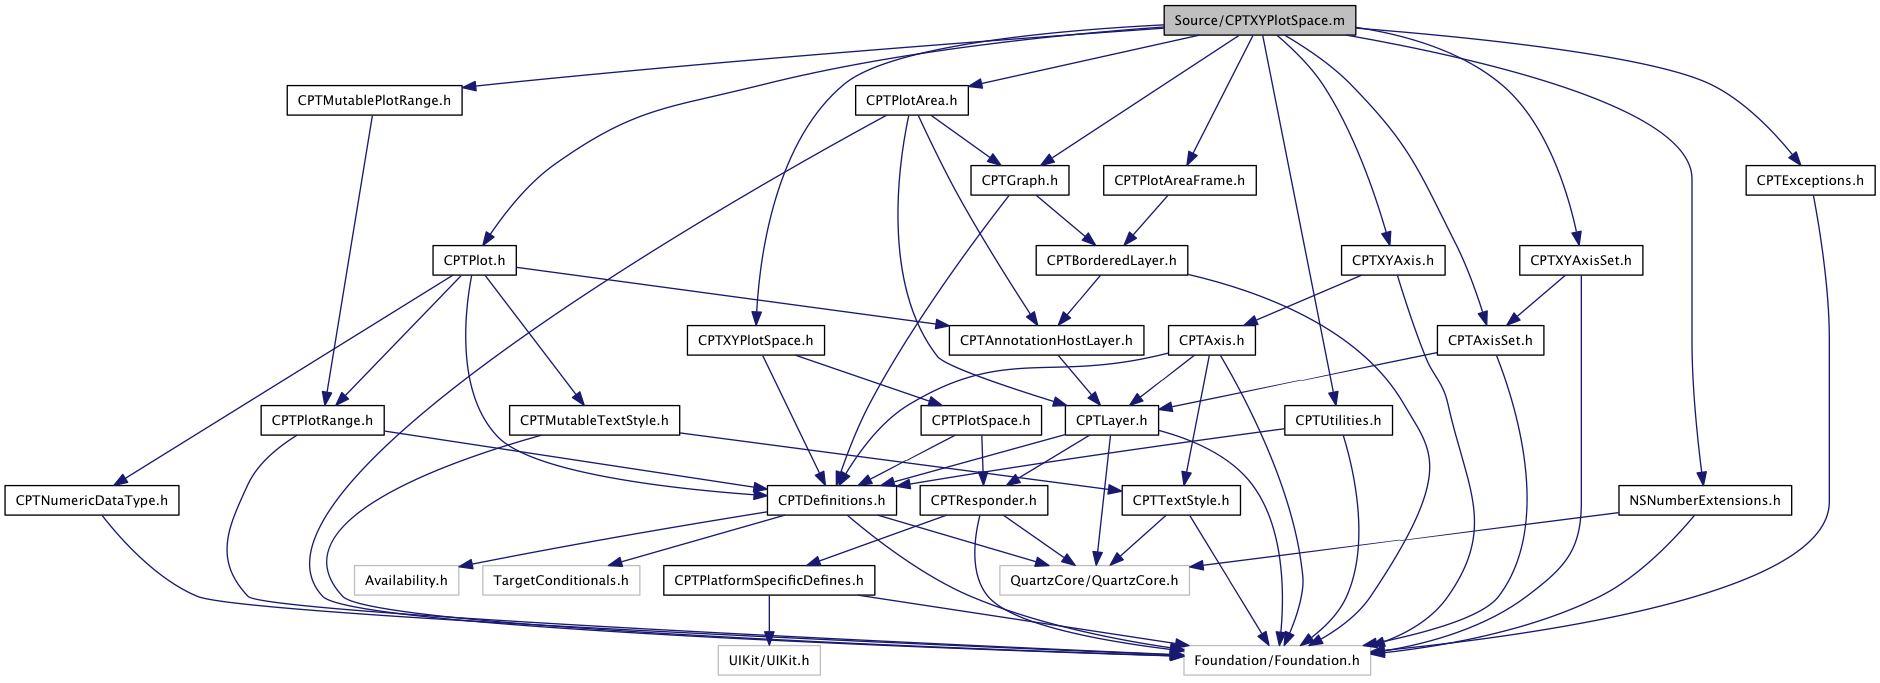 Source/CPTXYPlotSpace.m
CPTMutablePlotRange.h
CPTPlotArea.h
CPTGraph.h
CPTPlotAreaFrame.h
CPTExceptions.h
CPTPlot.h
CPTBorderedLayer.h
CPTXYAxis.h
CPTXYAxisSet.h
CPTXYPlotSpace.h
CPTAnnotationHostLayer.h
CPTAxis.h
CPTAxisSet.h
CPTPlotRange.h
CPTMutableTextStyle.h
CPTPlotSpace.h
CPTLayer.h
CPTUtilities.h
CPTNumericDataType.h
CPTDefinitions.h
CPTResponder.h
CPTTextStyle.h
NSNumberExtensions.h
Availability.h
TargetConditionals.h
CPTPlatformSpecificDefines.h
QuartzCore/QuartzCore.h
UIKit/UIKit.h
Foundation/Foundation.h